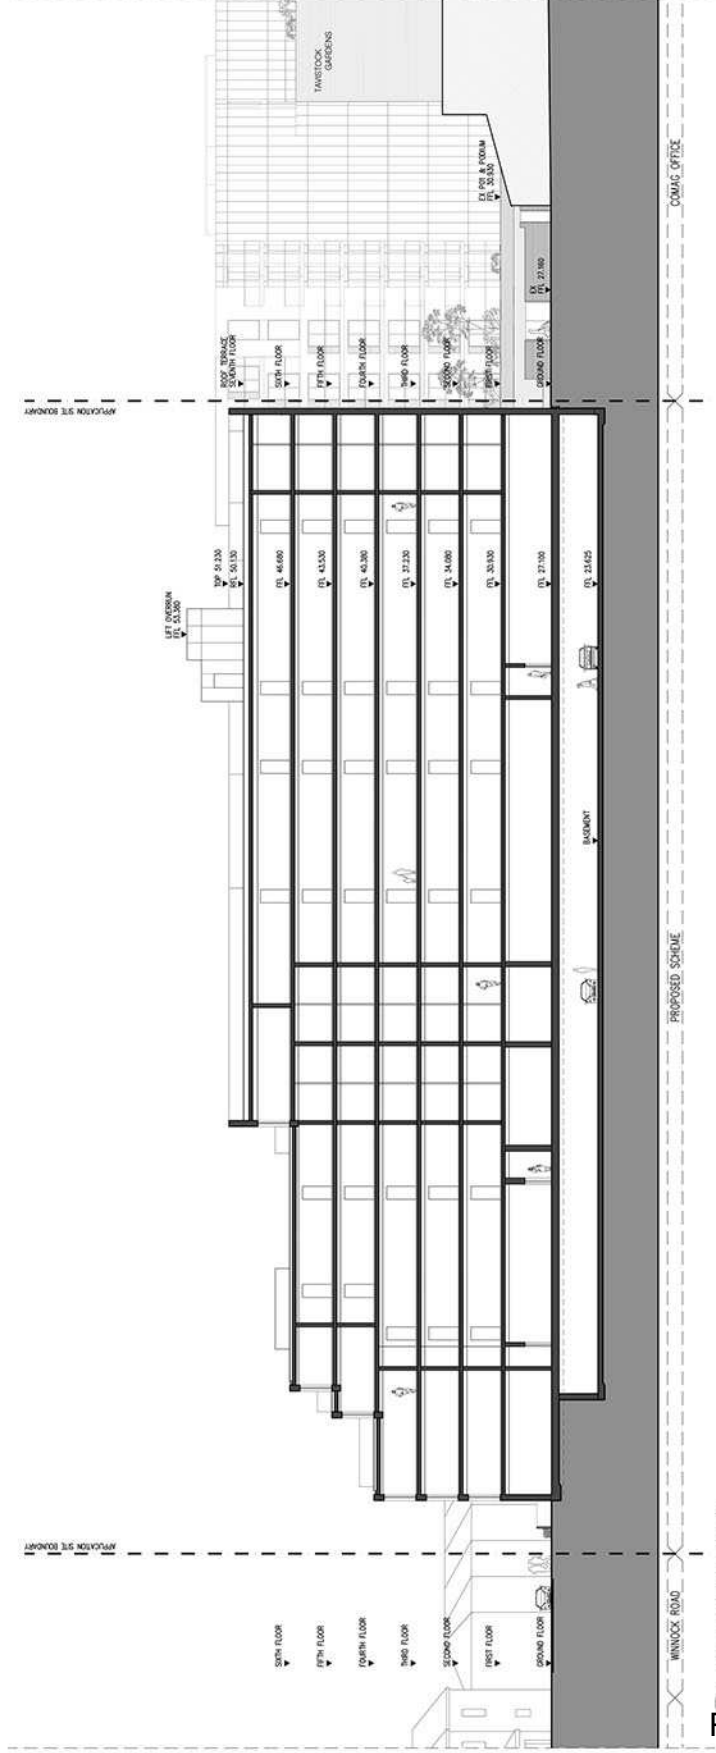 TAVISTOCK
GARDENS
EX POT & PODIUM
FFL 30.930
EX
FFL 27.160
COMAG OFFICE
ROOF TERRACE
SEVENTH FLOOR
SIXTH FLOOR
FIFTH FLOOR
FOURTH FLOOR
THIRD FLOOR
SECOND FLOOR
FIRST FLOOR
GROUND FLOOR
APPLICATION SITE BOUNDARY
LIFT OVERRUN
FFL 53.360
TOP 51.230
RFL 50.130
FFL 46.680
FFL 43.530
FFL 40.380
FFL 37.230
FFL 34.080
FFL 30.930
FFL 27.100
FFL 23.625
BASEMENT
PROPOSED SCHEME
APPLICATION SITE BOUNDARY
SIXTH FLOOR
FIFTH FLOOR
FOURTH FLOOR
THIRD FLOOR
SECOND FLOOR
FIRST FLOOR
GROUND FLOOR
WINNOCK ROAD